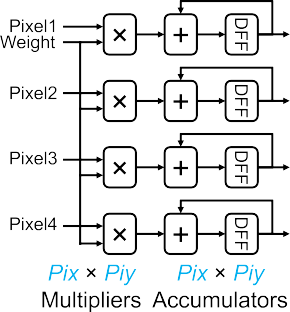 Pixel1
Weight
× + DFF
Pixel2
× + DFF
Pixel3
× + DFF
Pixel4
× + DFF
Pix × Piy Pix × Piy
Multipliers Accumulators